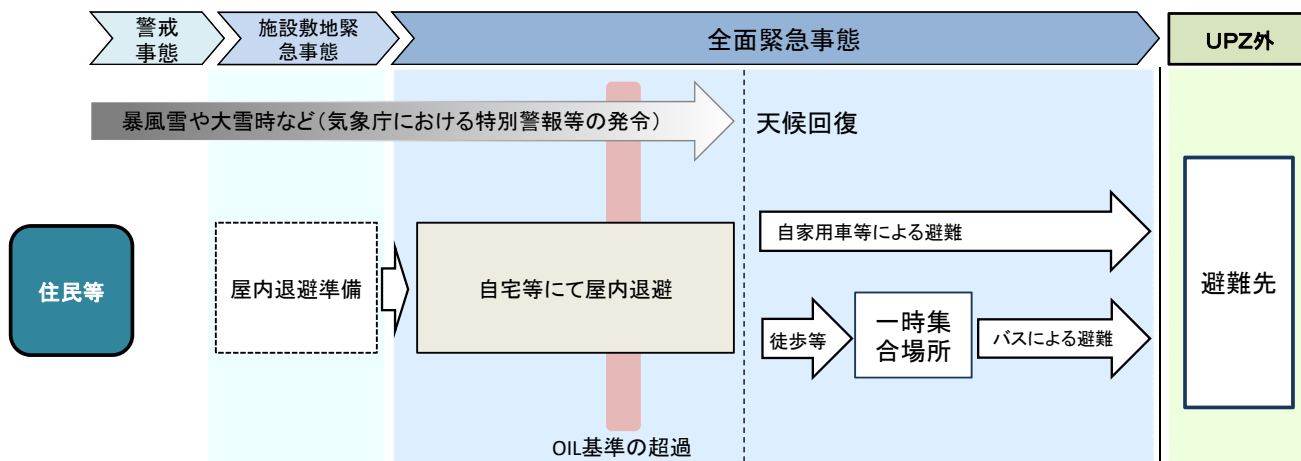 警戒
事態
施設敷地緊
急事態
全面緊急事態
UPZ外
暴風雪や大雪時など（気象庁における特別警報等の発令）
天候回復
住民等
屋内退避準備
自宅等にて屋内退避
自家用車等による避難
徒歩等
一時集
合場所
バスによる避難
避難先
OIL基準の超過